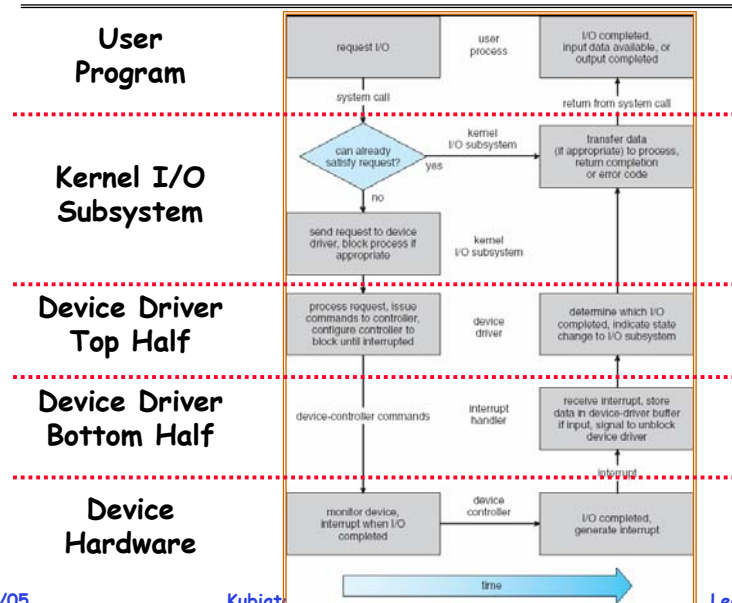 User
Program
request I/O
user
process
I/O completed,
input data available, or
output completed
system call
return from system call
Kernel I/O
Subsystem
can already
satisfy request?
yes
kernel
I/O subsystem
transfer data
(if appropriate) to process,
return completion
or error code
no
send request to device
driver, block process if
appropriate
kernel
I/O subsystem
Device Driver
Top Half
process request, issue
commands to controller,
configure controller to
block until interrupted
device
driver
determine which I/O
completed, indicate state
change to I/O subsystem
Device Driver
Bottom Half
device-controller commands
interrupt
handler
receive interrupt, store
data in device-driver buffer
if input, signal to unblock
device driver
interrupt
Device
Hardware
monitor device,
interrupt when I/O
completed
device
controller
I/O completed,
generate interrupt
time
/05